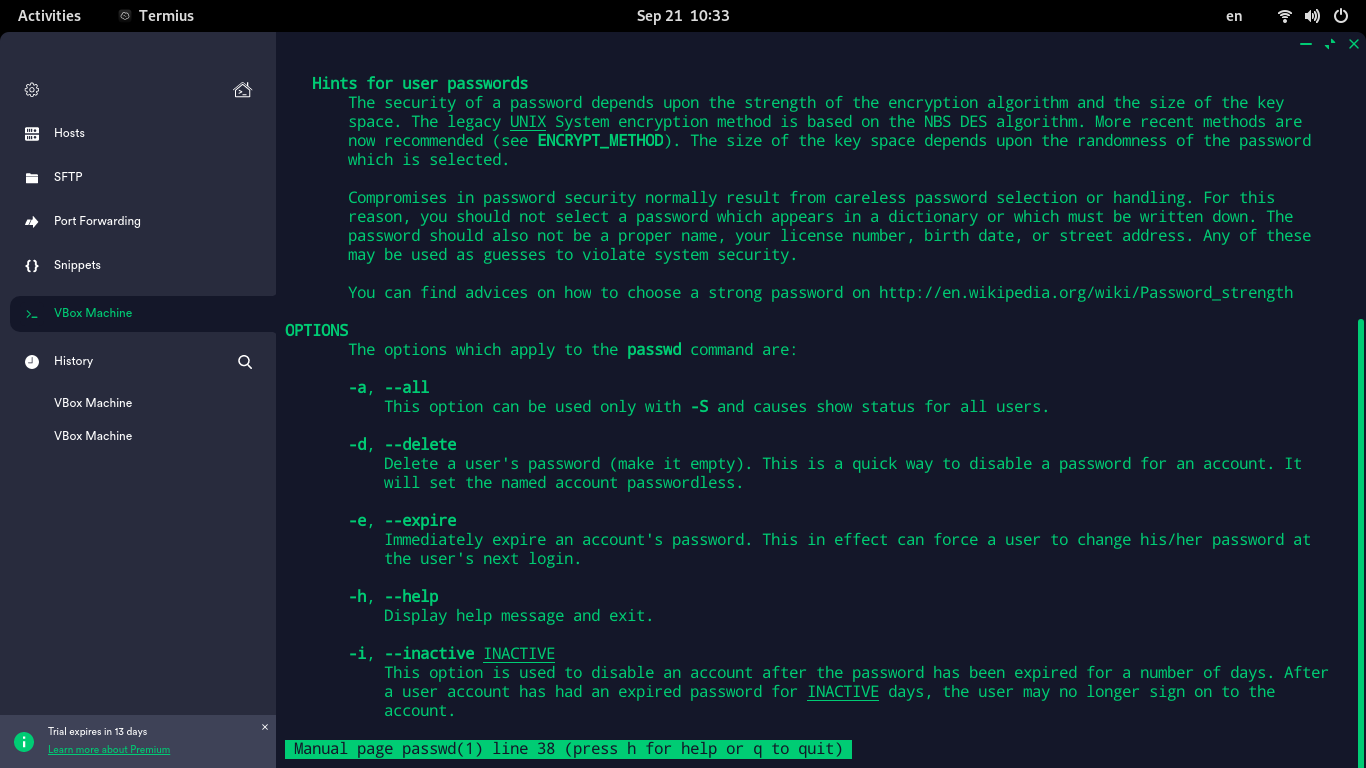 Activities
Termius
Sep 21 10:33
en
Hosts
SFTP
Port Forwarding
Snippets
VBox Machine
History
VBox Machine
VBox Machine
Trial expires in 13 days
Learn more about Premium
Hints for user passwords
The security of a password depends upon the strength of the encryption algorithm and the size of the key
space. The legacy UNIX System encryption method is based on the NBS DES algorithm. More recent methods are
now recommended (see ENCRYPT_METHOD). The size of the key space depends upon the randomness of the password
which is selected.
Compromises in password security normally result from careless password selection or handling. For this
reason, you should not select a password which appears in a dictionary or which must be written down. The
password should also not be a proper name, your license number, birth date, or street address. Any of these
may be used as guesses to violate system security.
You can find advices on how to choose a strong password on http://en.wikipedia.org/wiki/Password_strength
OPTIONS
The options which apply to the passwd command are:
-a, --all
This option can be used only with -S and causes show status for all users.
-d, --delete
Delete a user's password (make it empty). This is a quick way to disable a password for an account. It
will set the named account passwordless.
-e, --expire
Immediately expire an account's password. This in effect can force a user to change his/her password at
the user's next login.
-h, --help
Display help message and exit.
-i, --inactive INACTIVE
This option is used to disable an account after the password has been expired for a number of days. After
a user account has had an expired password for INACTIVE days, the user may no longer sign on to the
account.
Manual page passwd(1) line 38 (press h for help or q to quit)